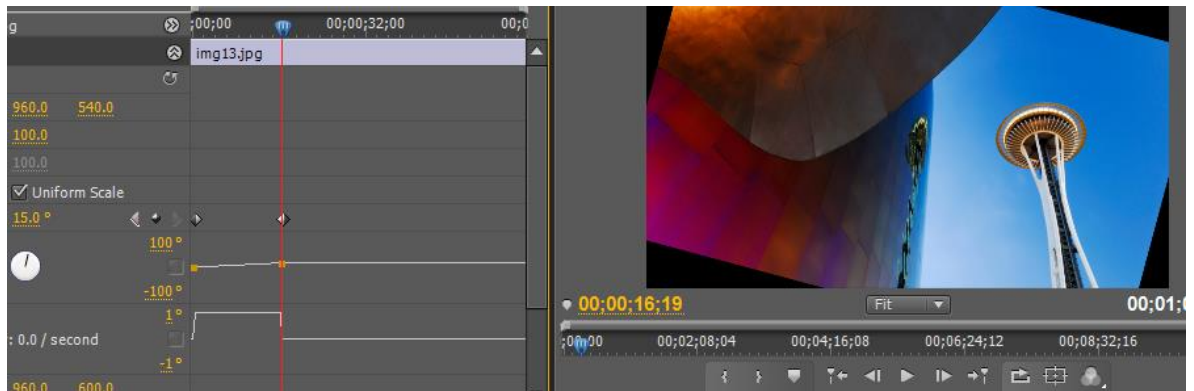 g ;00;00 00;00;32;00 00;0
img13.jpg
960.0 540.0
100.0
100.0
Uniform Scale
15.0 °
100 °
-100 °
1 °
: 0.0 / second
-1 °
960.0 600.0
00;00;16;19 Fit 00;01;0
;00;00 00;02;08;04 00;04;16;08 00;06;24;12 00;08;32;16